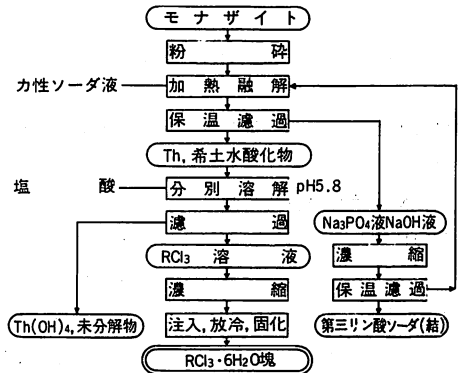 モナザイト
粉砕
カ性ソーダ液
加熱融解
保温濾過
Th,希土水酸化物
塩酸
分別溶解
pH5.8
濾過
Na3PO4液NaOH液
RCl3溶液
濃縮
濃縮
保温濾過
Th(OH)4,未分解物
注入,放冷,固化
第三リン酸ソーダ(結)
RCl3・6H2O塊